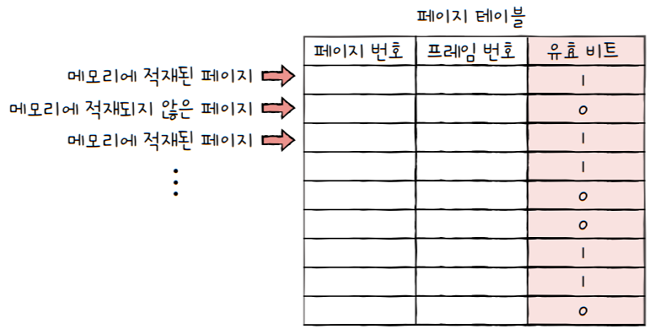 페이지 테이블
페이지 번호 프레임 번호 유효 비트
메모리에 적재된 페이지 1
메모리에 적재되지 않은 페이지 0
메모리에 적재된 페이지 1
1
0
0
1
1
0